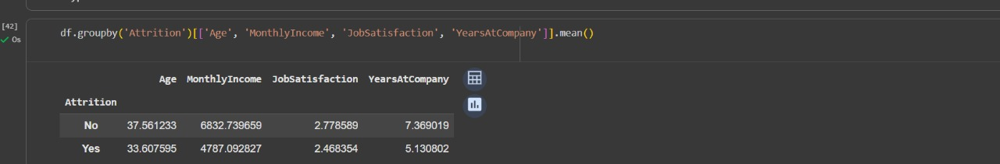 [42]
df.groupby('Attrition')[['Age', 'MonthlyIncome', 'JobSatisfaction', 'YearsAtCompany']].mean()
0s
Age MonthlyIncome JobSatisfaction YearsAtCompany
Attrition
No 37.561233 6832.739659 2.778589 7.369019
Yes 33.607595 4787.092827 2.468354 5.130802